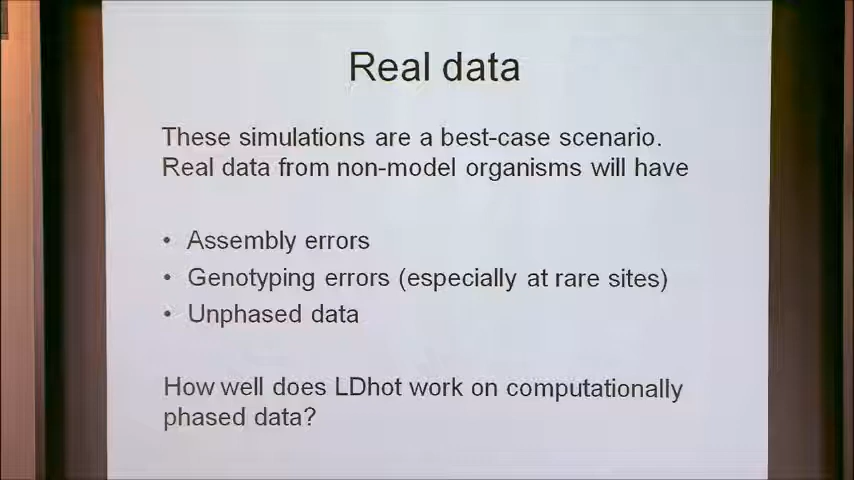 Real data
These simulations are a best-case scenario.
Real data from non-model organisms will have
• Assembly errors
• Genotyping errors (especially at rare sites)
• Unphased data
How well does LDhot work on computationally
phased data?